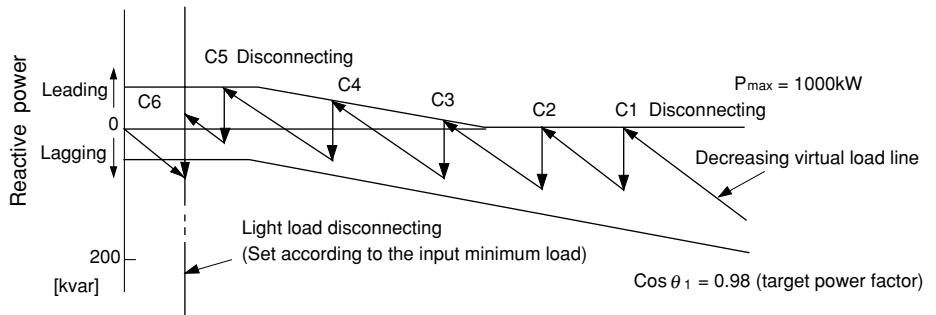 Reactive power
Leading
0
Lagging
200
[kvar]
C6
C5 Disconnecting
C4
C3
C2
C1 Disconnecting
Pmax = 1000kW
Decreasing virtual load line
Light load disconnecting
(Set according to the input minimum load)
Cos θ 1 = 0.98 (target power factor)